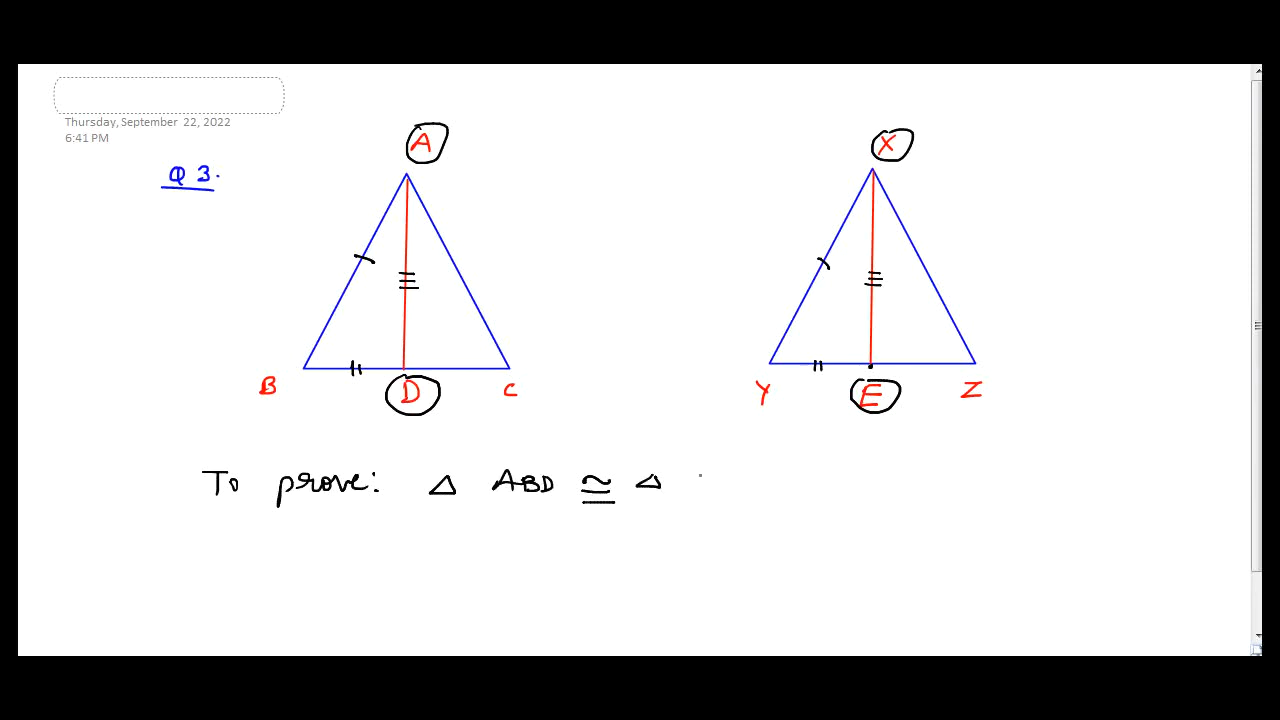 Thursday, September 22, 2022
6:41 PM
Q 3.
A X
B D C Y E Z
To prove: Δ ABD ≅ Δ